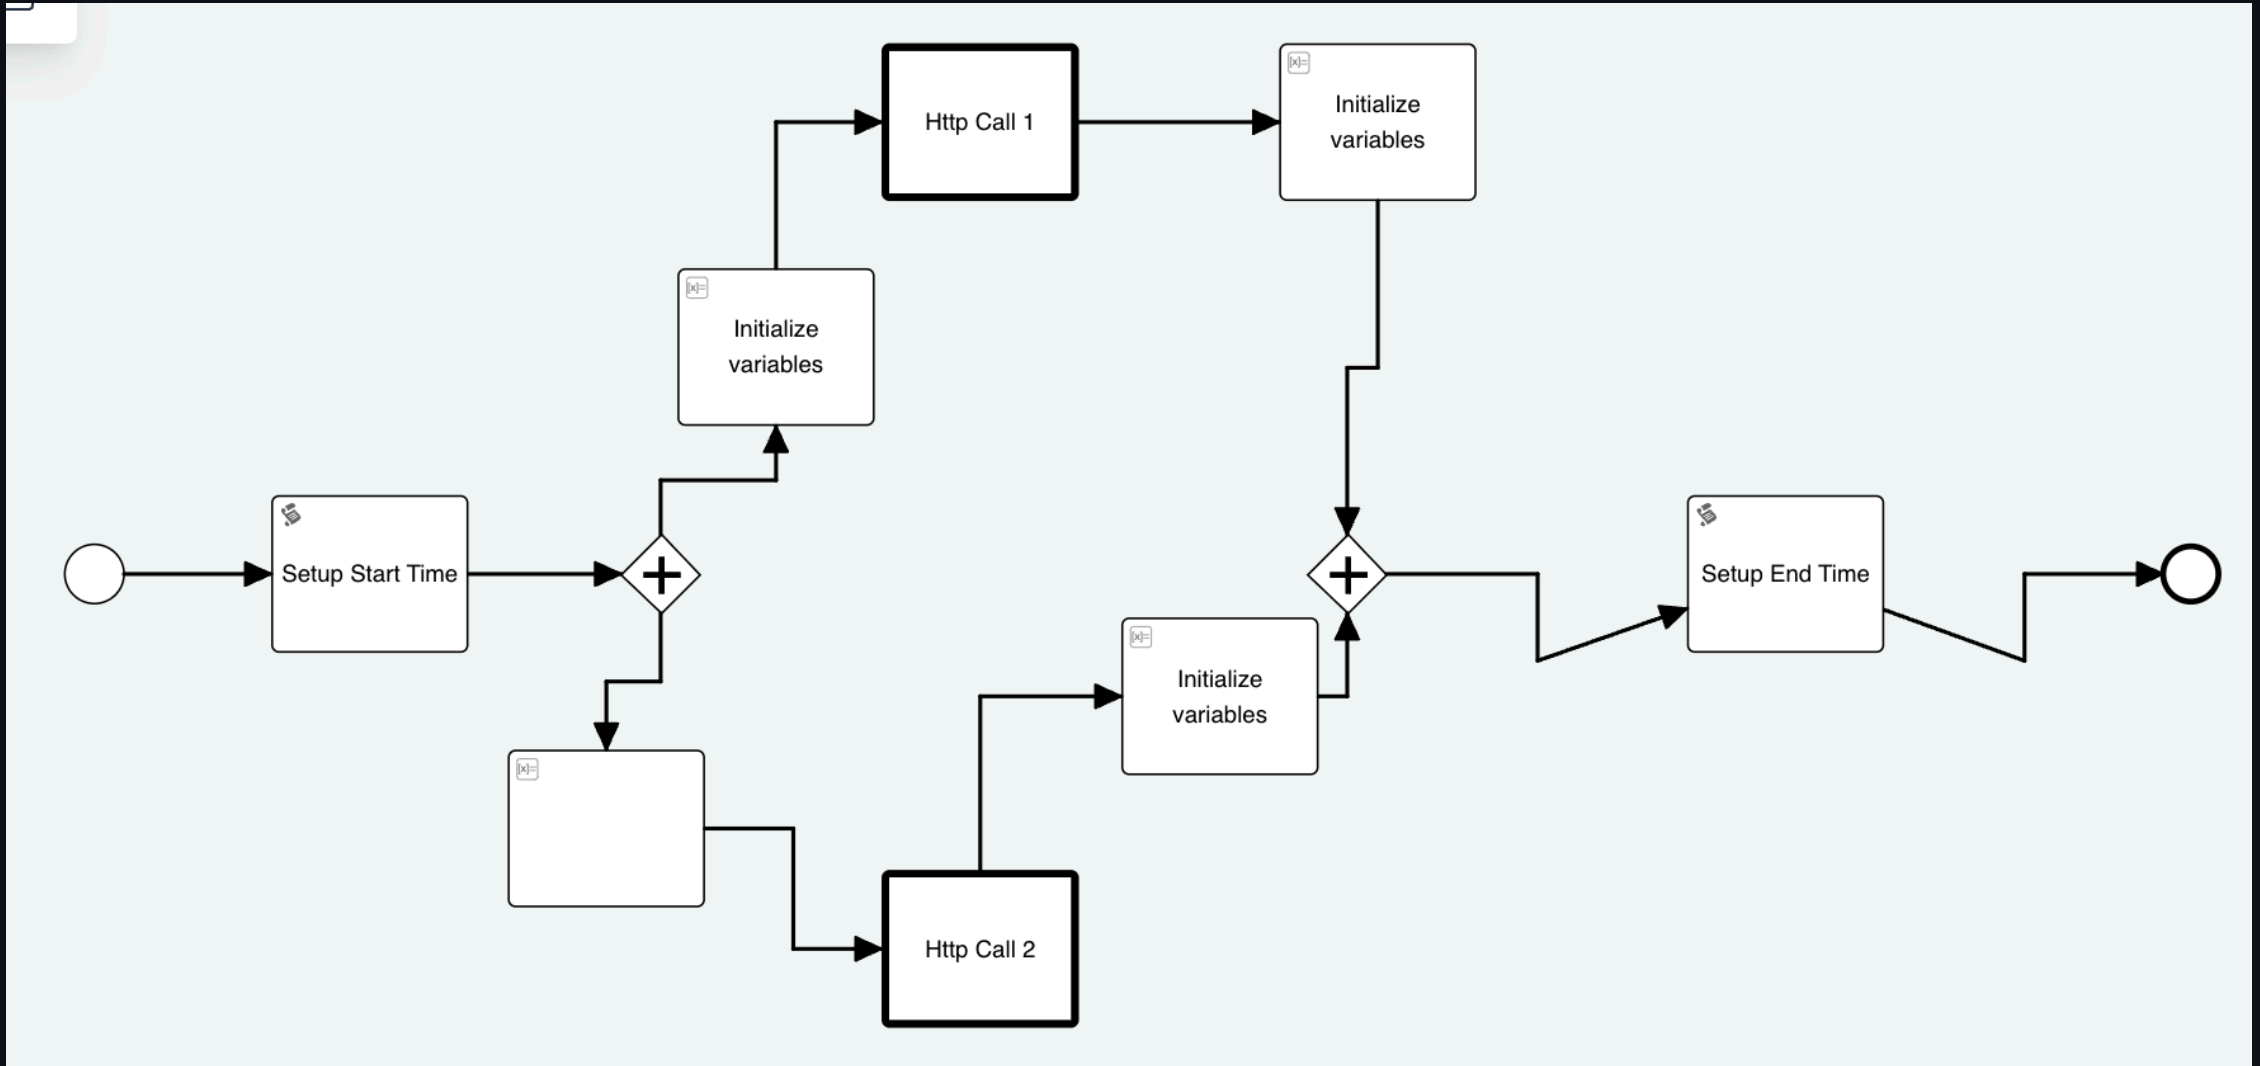 Http Call 1
Initialize
variables
Initialize
variables
Setup Start Time
Setup End Time
Initialize
variables
Http Call 2
[x]=
[x]=
[x]=
[x]=